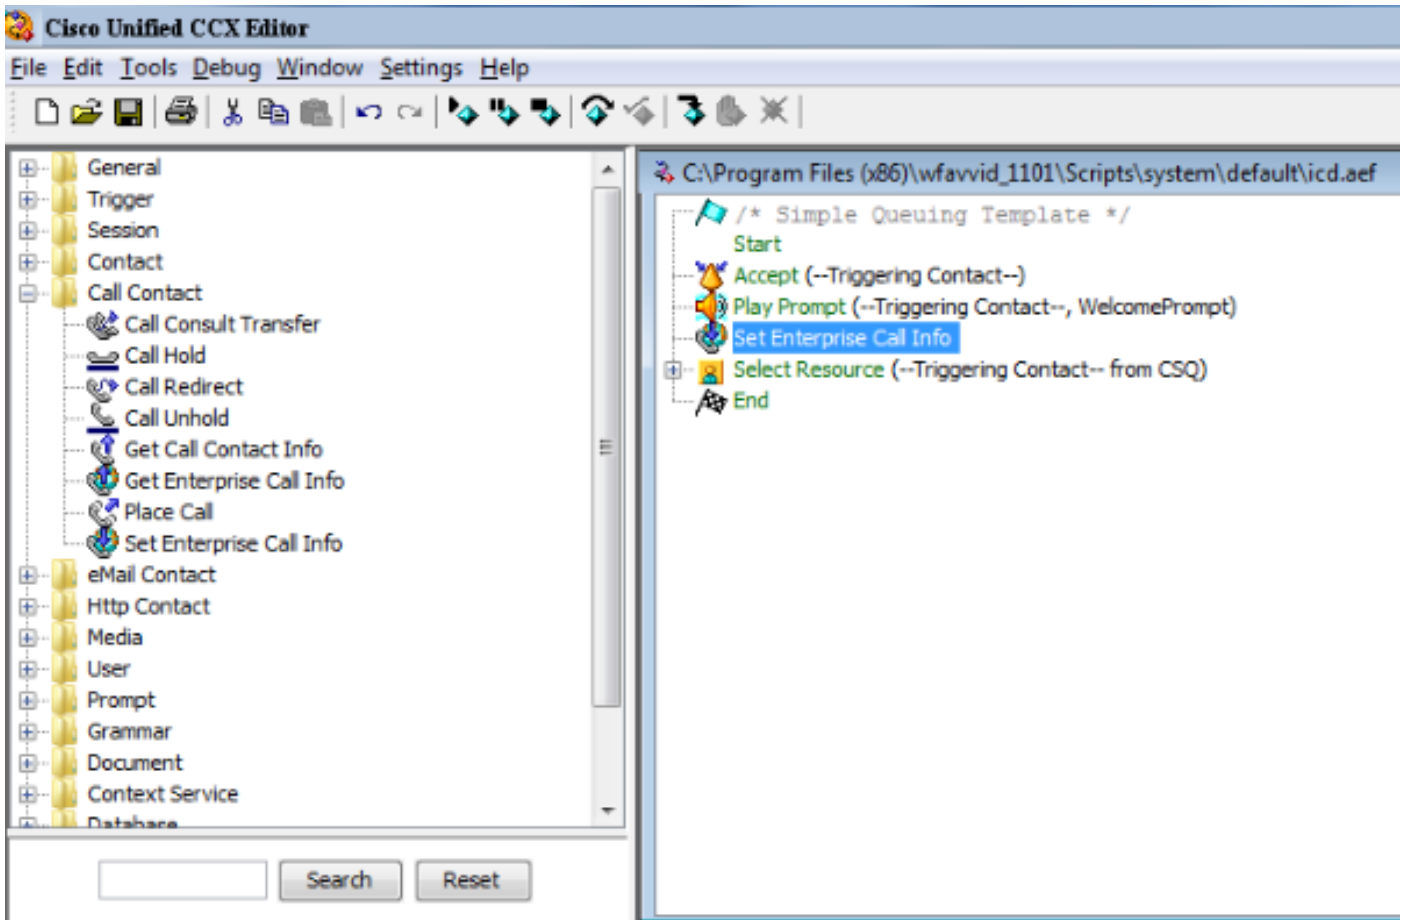 Cisco Unified CCX Editor
File Edit Tools Debug Window Settings Help
General
Trigger
Session
Contact
Call Contact
Call Consult Transfer
Call Hold
Call Redirect
Call Unhold
Get Call Contact Info
Get Enterprise Call Info
Place Call
Set Enterprise Call Info
eMail Contact
Http Contact
Media
User
Prompt
Grammar
Document
Context Service
Database
Search Reset
C:\Program Files (x86)\wfavvid_1101\Scripts\system\default\icd.aef
/* Simple Queuing Template */
Start
Accept (--Triggering Contact--)
Play Prompt (--Triggering Contact--, WelcomePrompt)
Set Enterprise Call Info
Select Resource (--Triggering Contact-- from CSQ)
End